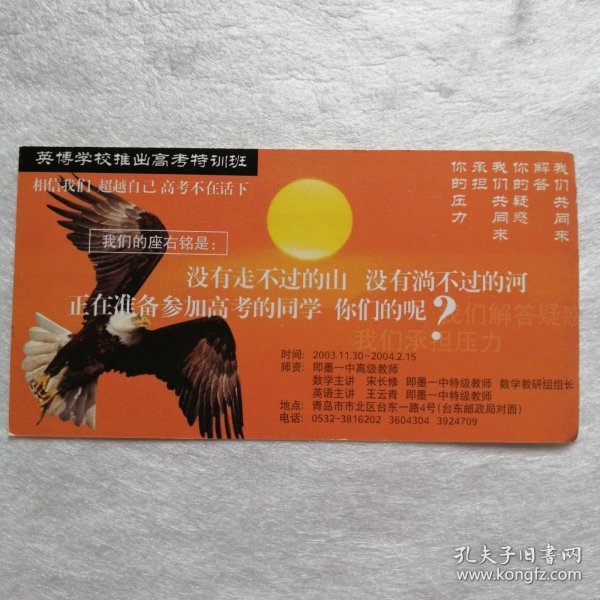 英博学校推出高考特训班
相信我们 超越自己 高考不在话下
我们共同来
解答
你的疑惑
我们共同来
承担
你的压力
我们的座右铭是：
没有走不过的山 没有淌不过的河
正在准备参加高考的同学 你们的呢？
我们解答疑惑
我们承担压力
时间：2003.11.30-2004.2.15
师资：即墨一中高级教师
数学主讲 宋长修 即墨一中特级教师 数学教研组组长
英语主讲 王云青 即墨一中特级教师
地点：青岛市市北区台东一路4号(台东邮政局对面)
电话：0532-3816202 3604304 3924709
孔夫子旧书网
www.kongfz.com